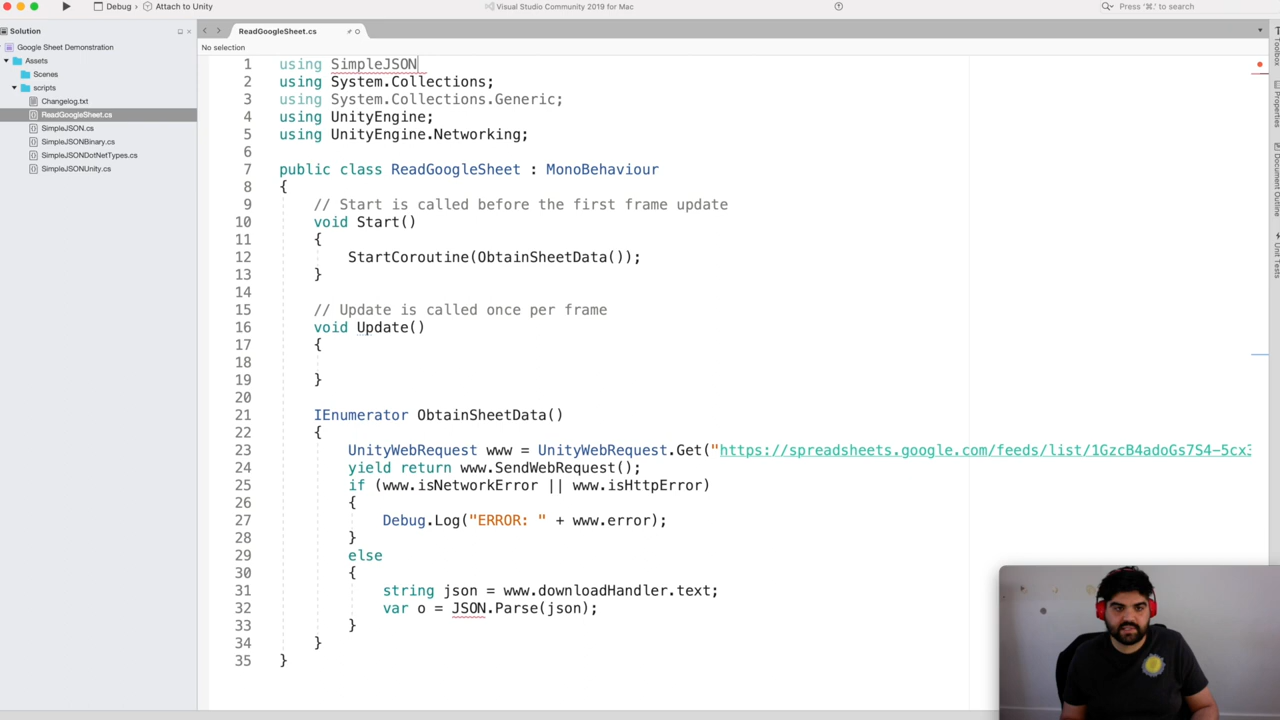 Debug › Attach to Unity
Visual Studio Community 2019 for Mac
Press '⌘.' to search
Solution
Google Sheet Demonstration
Assets
Scenes
scripts
Changelog.txt
ReadGoogleSheet.cs
SimpleJSON.cs
SimpleJSONBinary.cs
SimpleJSONDotNetTypes.cs
SimpleJSONUnity.cs
ReadGoogleSheet.cs
No selection
1 using SimpleJSON
2 using System.Collections;
3 using System.Collections.Generic;
4 using UnityEngine;
5 using UnityEngine.Networking;
6
7 public class ReadGoogleSheet : MonoBehaviour
8 {
9 // Start is called before the first frame update
10 void Start()
11 {
12 StartCoroutine(ObtainSheetData());
13 }
14
15 // Update is called once per frame
16 void Update()
17 {
18
19 }
20
21 IEnumerator ObtainSheetData()
22 {
23 UnityWebRequest www = UnityWebRequest.Get("https://spreadsheets.google.com/feeds/list/1GzcB4adoGs7S4-5cx3
24 yield return www.SendWebRequest();
25 if (www.isNetworkError || www.isHttpError)
26 {
27 Debug.Log("ERROR: " + www.error);
28 }
29 else
30 {
31 string json = www.downloadHandler.text;
32 var o = JSON.Parse(json);
33 }
34 }
35 }
Toolbox
Properties
Document Outline
Unit Tests